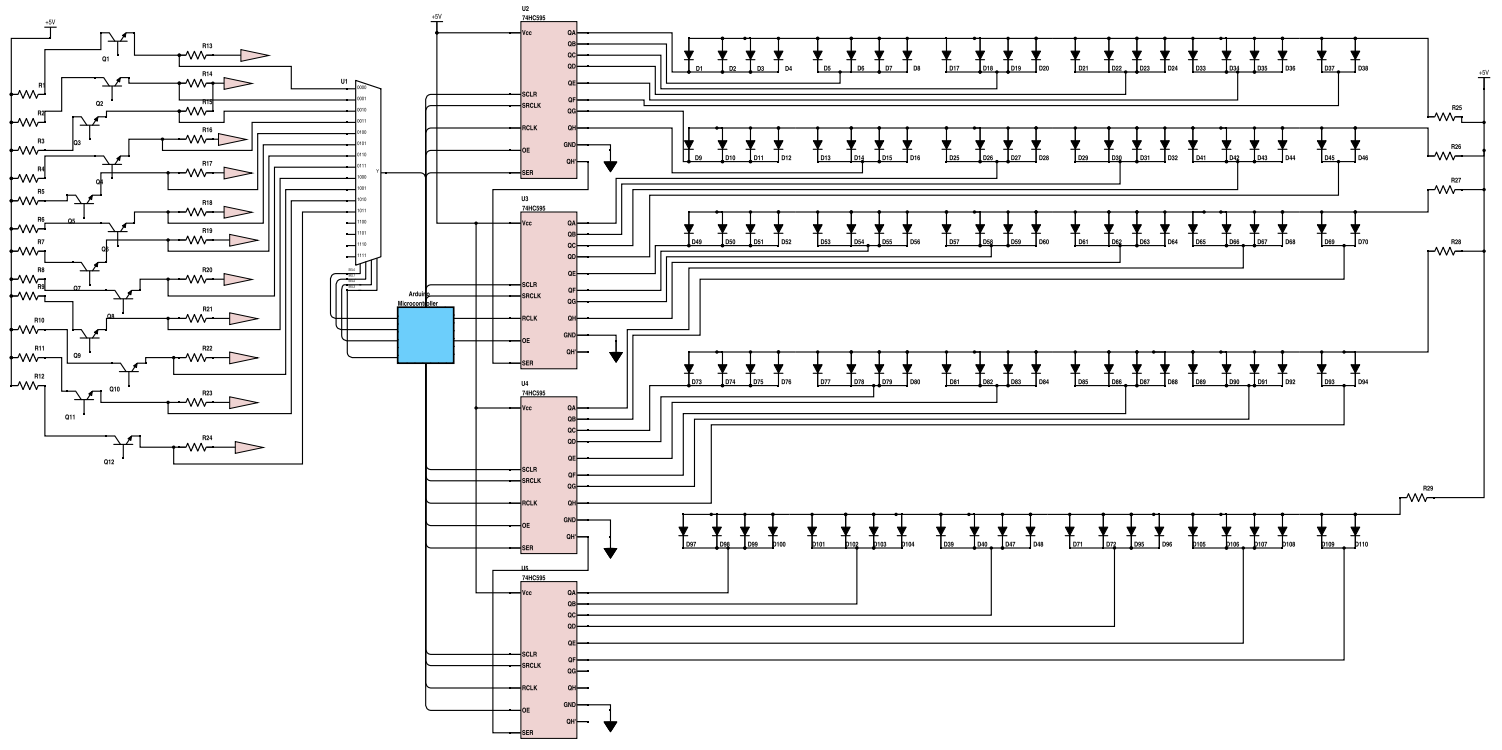 +5V
Q1
R13
R1
Q2
R14
R2
Q3
R15
R3
Q4
R16
R4
R17
R5
Q5
R18
R6
Q6
R19
R7
Q7
R20
R8
Q8
R21
R9
Q9
R22
R10
Q10
R23
R11
Q11
R24
R12
Q12
U1
0000
0001
0010
0011
0100
0101
0110
0111
1000
1001
1010
1011
1100
1101
1110
1111
Y
Arduino
Microcontroller
+5V
U2
74HC595
Vcc
SCLR
SRCLK
RCLK
OE
SER
QA
QB
QC
QD
QE
QF
QG
QH
GND
QH'
U3
74HC595
Vcc
SCLR
SRCLK
RCLK
OE
SER
QA
QB
QC
QD
QE
QF
QG
QH
GND
QH'
U4
74HC595
Vcc
SCLR
SRCLK
RCLK
OE
SER
QA
QB
QC
QD
QE
QF
QG
QH
GND
QH'
U5
74HC595
Vcc
SCLR
SRCLK
RCLK
OE
SER
QA
QB
QC
QD
QE
QF
QG
QH
GND
QH'
D1 D2 D3 D4 D5 D6 D7 D8 D17 D18 D19 D20 D21 D22 D23 D24 D33 D34 D35 D36 D37 D38
D9 D10 D11 D12 D13 D14 D15 D16 D25 D26 D27 D28 D29 D30 D31 D32 D41 D42 D43 D44 D45 D46
D49 D50 D51 D52 D53 D54 D55 D56 D57 D58 D59 D60 D61 D62 D63 D64 D65 D66 D67 D68 D69 D70
D73 D74 D75 D76 D77 D78 D79 D80 D81 D82 D83 D84 D85 D86 D87 D88 D89 D90 D91 D92 D93 D94
D97 D98 D99 D100 D101 D102 D103 D104 D39 D40 D47 D48 D71 D72 D95 D96 D105 D106 D107 D108 D109 D110
+5V
R25
R26
R27
R28
R29